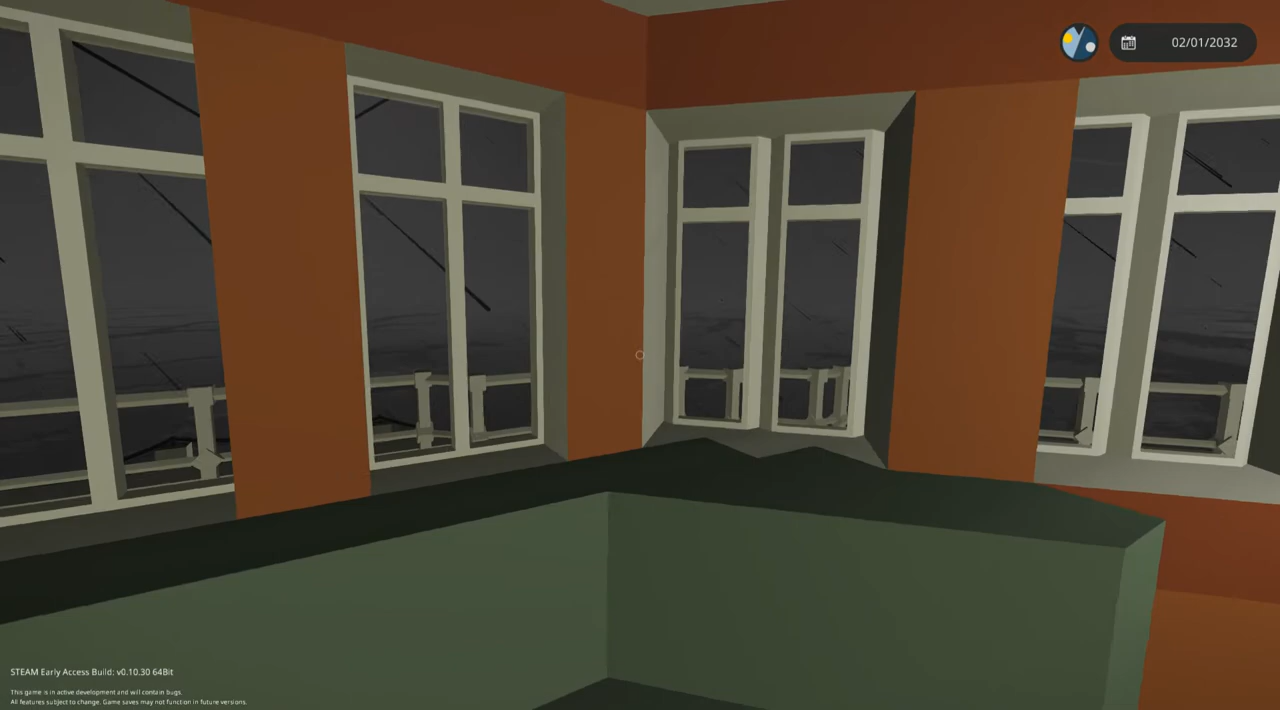 02/01/2032
STEAM Early Access Build: v0.10.30 64Bit
This game is in active development and will contain bugs.
All features subject to change. Game saves may not function in future versions.